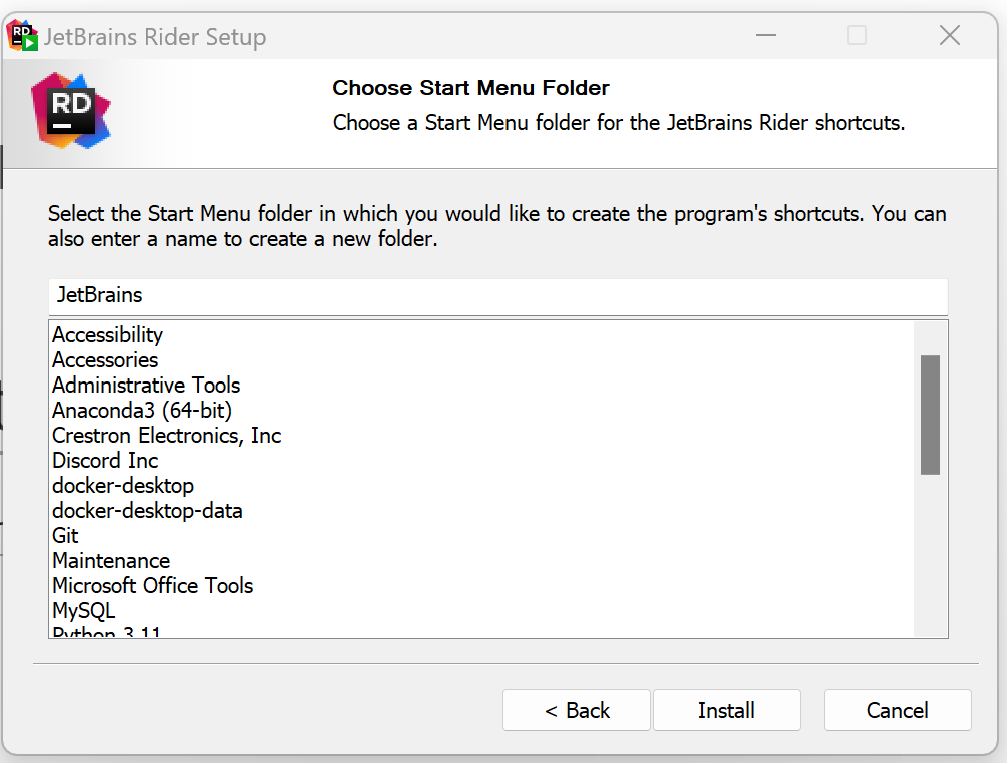 JetBrains Rider Setup
RD
Choose Start Menu Folder
Choose a Start Menu folder for the JetBrains Rider shortcuts.
Select the Start Menu folder in which you would like to create the program's shortcuts. You can
also enter a name to create a new folder.
JetBrains
Accessibility
Accessories
Administrative Tools
Anaconda3 (64-bit)
Crestron Electronics, Inc
Discord Inc
docker-desktop
docker-desktop-data
Git
Maintenance
Microsoft Office Tools
MySQL
Python 3.11
< Back
Install
Cancel